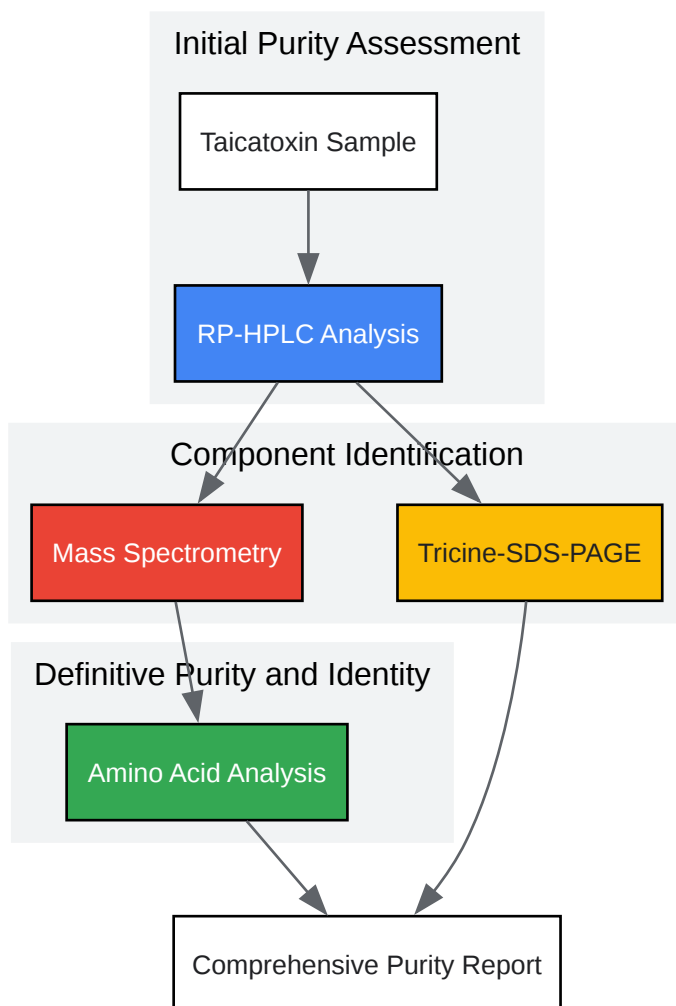 Initial Purity Assessment
Taicatoxin Sample
RP-HPLC Analysis
Component Identification
Mass Spectrometry
Tricine-SDS-PAGE
Definitive Purity and Identity
Amino Acid Analysis
Comprehensive Purity Report